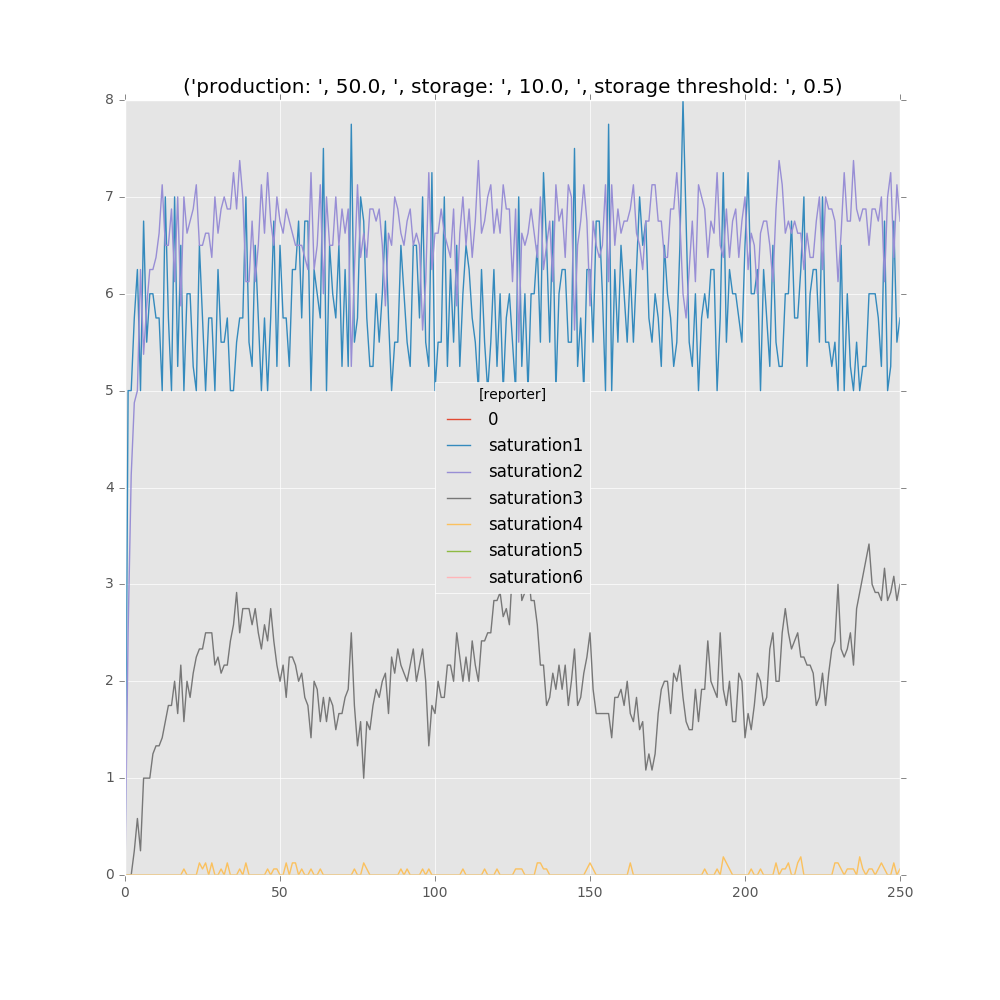 ('production: ', 50.0, ', storage: ', 10.0, ', storage threshold: ', 0.5)
8
7
6
5
4
3
2
1
0
[reporter]
0
saturation1
saturation2
saturation3
saturation4
saturation5
saturation6
0 50 100 150 200 250